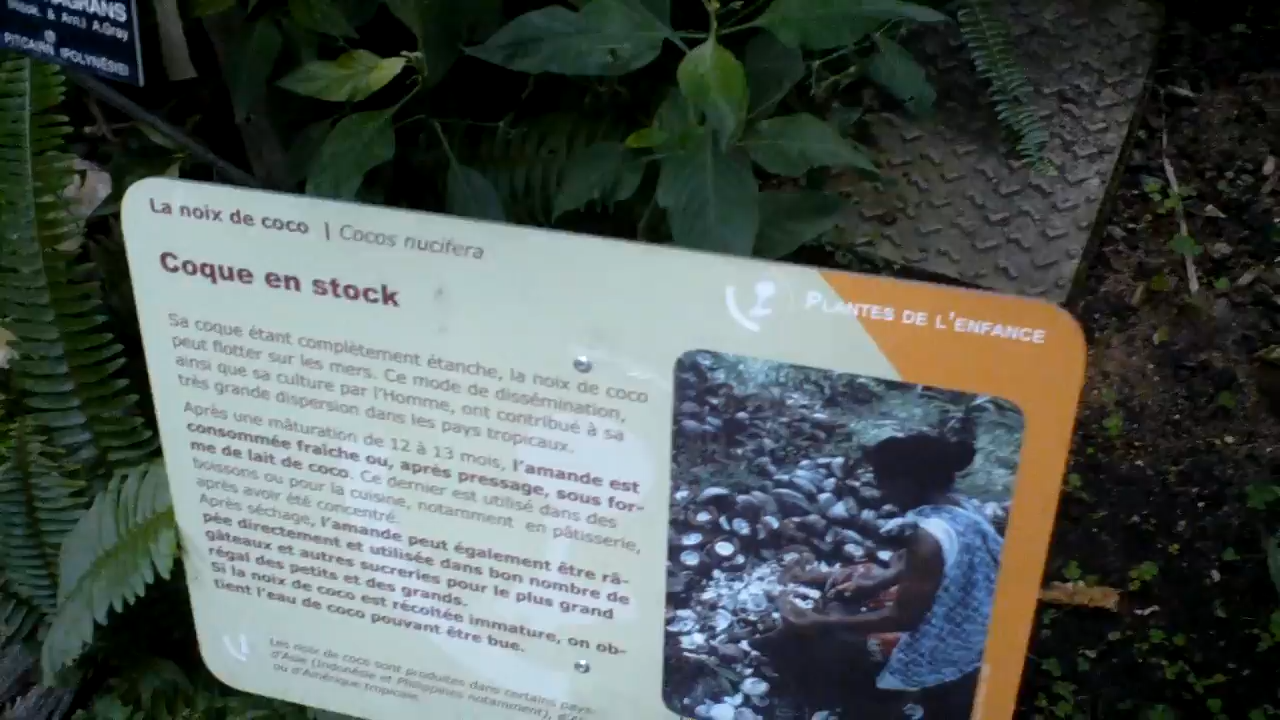 A.Gray
PITCAIRN (POLYNÉSIE)
La noix de coco | Cocos nucifera
Coque en stock
PLANTES DE L'ENFANCE
Sa coque étant complètement étanche, la noix de coco
peut flotter sur les mers. Ce mode de dissémination,
ainsi que sa culture par l'Homme, ont contribué à sa
très grande dispersion dans les pays tropicaux.
Après une mâturation de 12 à 13 mois, l'amande est
consommée fraîche ou, après pressage, sous for-
me de lait de coco. Ce dernier est utilisé dans des
boissons ou pour la cuisine, notamment en pâtisserie,
après avoir été concentré.
Après séchage, l'amande peut également être râ-
pée directement et utilisée dans bon nombre de
gâteaux et autres sucreries pour le plus grand
régal des petits et des grands.
Si la noix de coco est récoltée immature, on ob-
tient l'eau de coco pouvant être bue.
Les noix de coco sont produites dans certains pays
d'Asie (Indonésie et Philippines notamment),
ou d'Amérique tropicale.